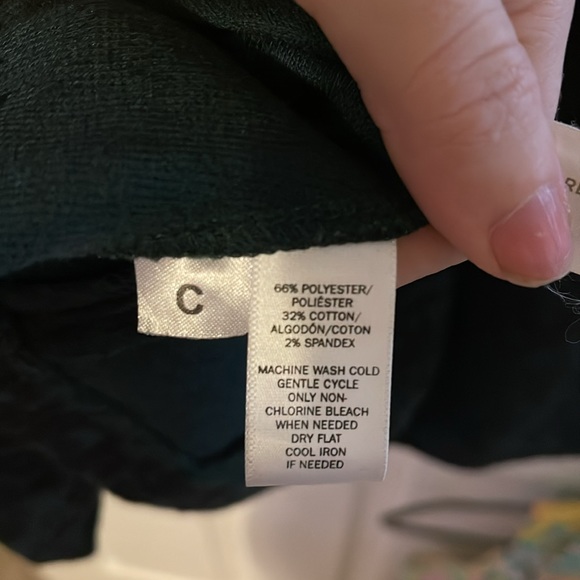 C
66% POLYESTER/
POLIÉSTER
32% COTTON/
ALGODÓN/COTON
2% SPANDEX
MACHINE WASH COLD
GENTLE CYCLE
ONLY NON-
CHLORINE BLEACH
WHEN NEEDED
DRY FLAT
COOL IRON
IF NEEDED